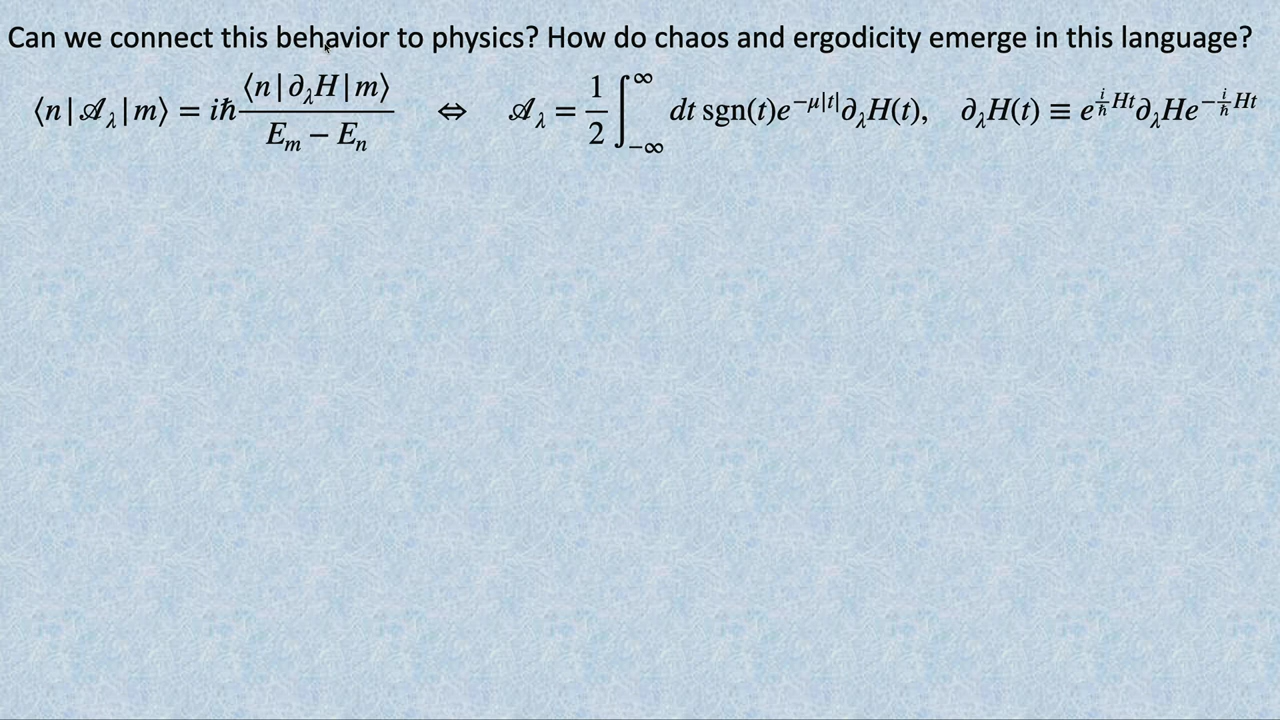 Can we connect this behavior to physics? How do chaos and ergodicity emerge in this language?
⟨n|𝒜_λ|m⟩ = iℏ ⟨n|∂_λH|m⟩ / (E_m − E_n) ⇔ 𝒜_λ = 1/2 ∫_{−∞}^{∞} dt sgn(t)e^{−μ|t|}∂_λH(t), ∂_λH(t) ≡ e^{i/ℏ Ht}∂_λHe^{−i/ℏ Ht}